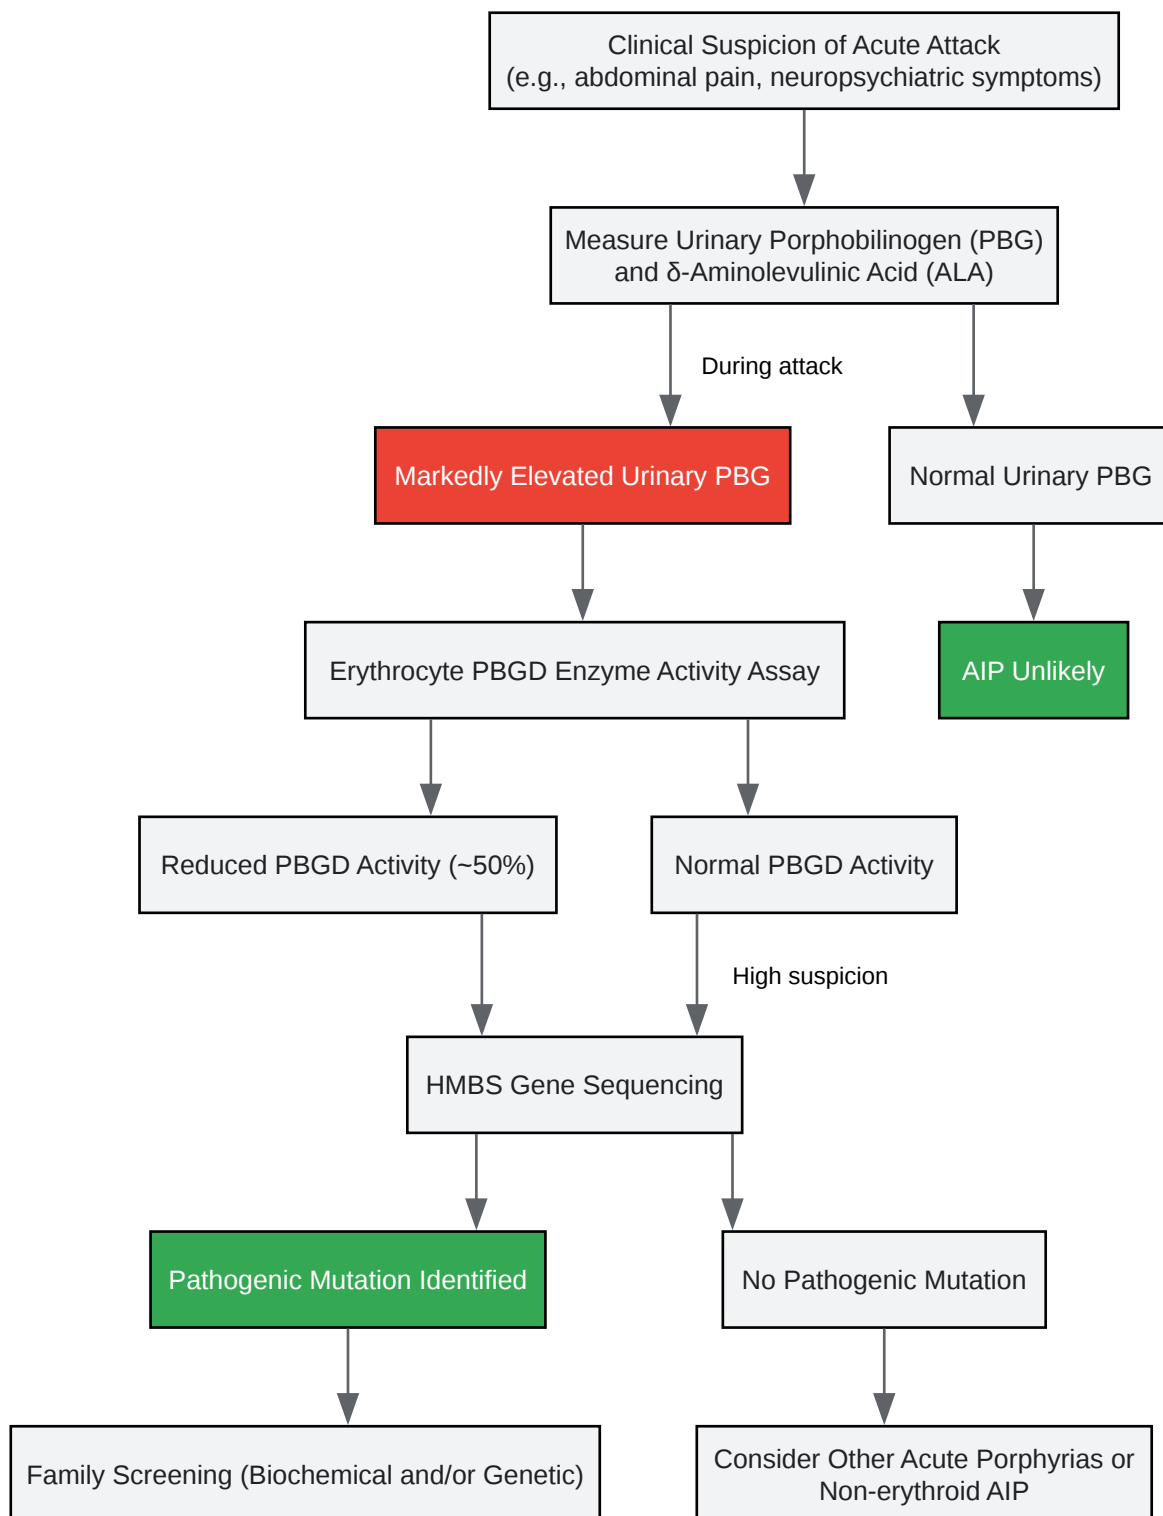 Clinical Suspicion of Acute Attack
(e.g., abdominal pain, neuropsychiatric symptoms)
Measure Urinary Porphobilinogen (PBG)
and δ-Aminolevulinic Acid (ALA)
During attack
Markedly Elevated Urinary PBG
Normal Urinary PBG
Erythrocyte PBGD Enzyme Activity Assay
AIP Unlikely
Reduced PBGD Activity (~50%)
Normal PBGD Activity
High suspicion
HMBS Gene Sequencing
Pathogenic Mutation Identified
No Pathogenic Mutation
Family Screening (Biochemical and/or Genetic)
Consider Other Acute Porphyrias or
Non-erythroid AIP